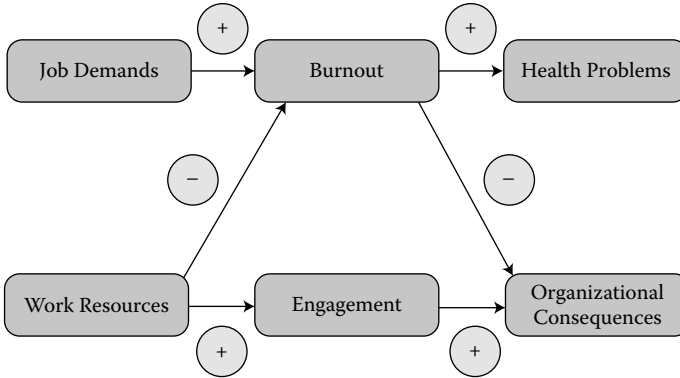 +
+
Job Demands
Burnout
Health Problems
−
−
Work Resources
Engagement
Organizational
Consequences
+
+